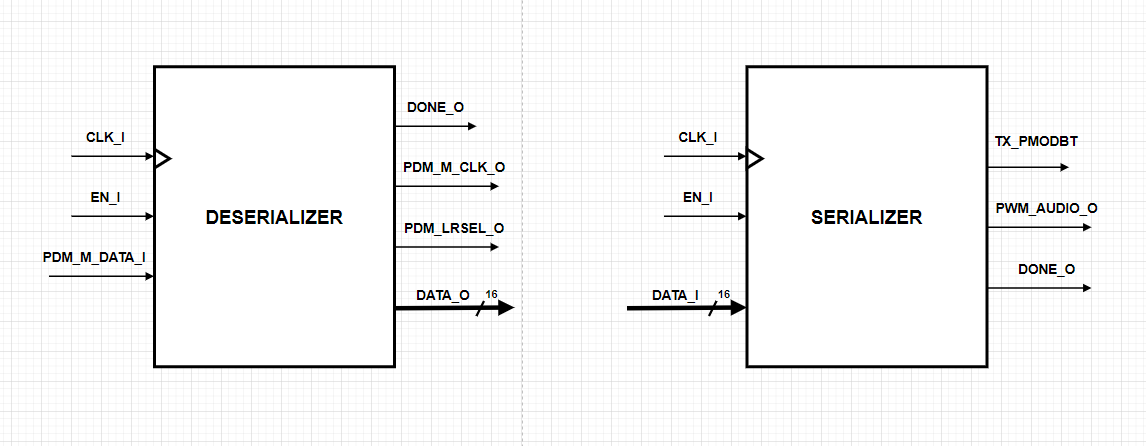 DONE_O
CLK_I
PDM_M_CLK_O
EN_I
DESERIALIZER
PDM_LRSEL_O
PDM_M_DATA_I
DATA_O
16
CLK_I
TX_PMODBT
EN_I
PWM_AUDIO_O
SERIALIZER
DONE_O
DATA_I
16